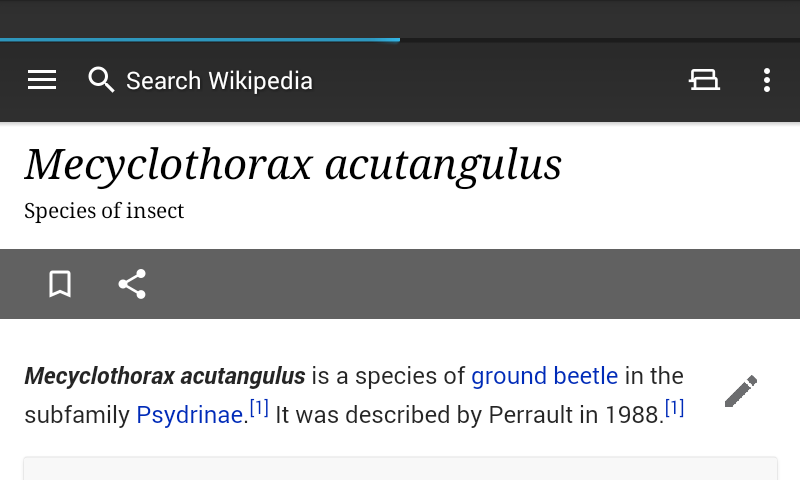 Search Wikipedia
Mecyclothorax acutangulus
Species of insect
Mecyclothorax acutangulus is a species of ground beetle in the
subfamily Psydrinae.[1] It was described by Perrault in 1988.[1]